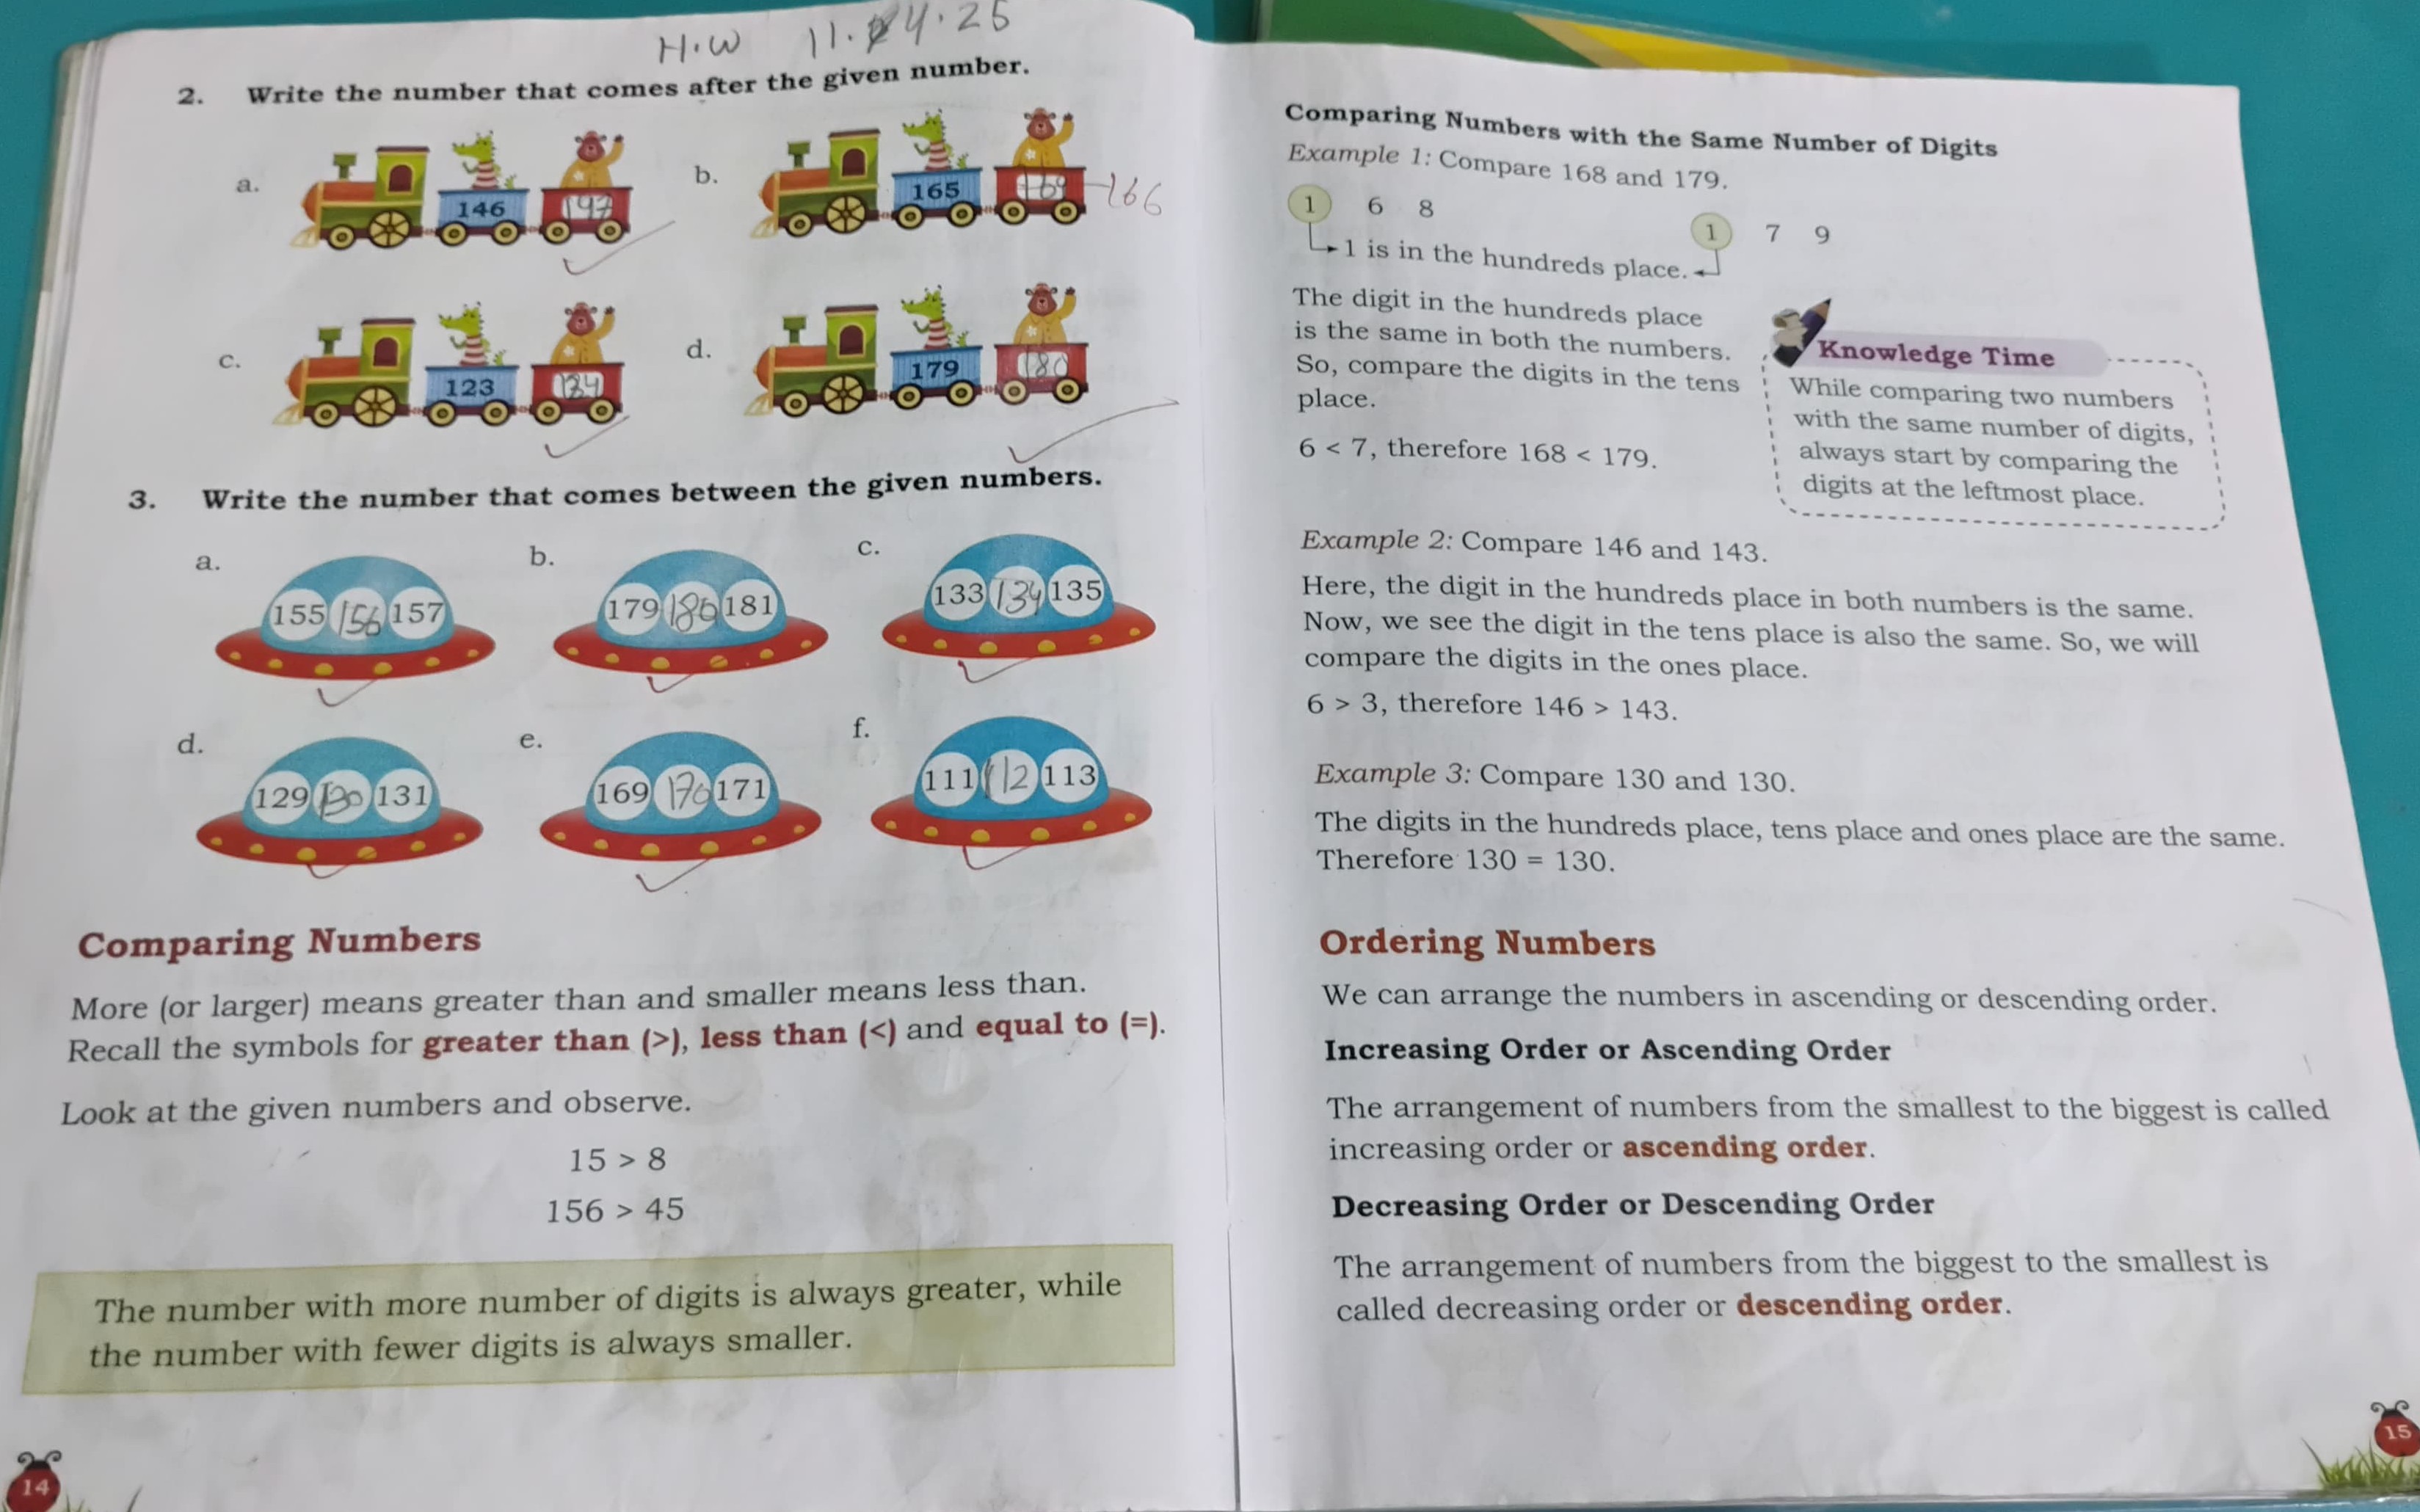 H.W 11.4.25
2. Write the number that comes after the given number.
a. 146 147
b. 165 166
c. 123 124
d. 179 180
3. Write the number that comes between the given numbers.
a. 155 156 157
b. 179 180 181
c. 133 134 135
d. 129 130 131
e. 169 170 171
f. 111 112 113
Comparing Numbers
More (or larger) means greater than and smaller means less than.
Recall the symbols for greater than (>), less than (<) and equal to (=).
Look at the given numbers and observe.
15 > 8
156 > 45
The number with more number of digits is always greater, while
the number with fewer digits is always smaller.
14
Comparing Numbers with the Same Number of Digits
Example 1: Compare 168 and 179.
1 6 8
1 7 9
1 is in the hundreds place.
The digit in the hundreds place
is the same in both the numbers.
So, compare the digits in the tens
place.
6 < 7, therefore 168 < 179.
Knowledge Time
While comparing two numbers
with the same number of digits,
always start by comparing the
digits at the leftmost place.
Example 2: Compare 146 and 143.
Here, the digit in the hundreds place in both numbers is the same.
Now, we see the digit in the tens place is also the same. So, we will
compare the digits in the ones place.
6 > 3, therefore 146 > 143.
Example 3: Compare 130 and 130.
The digits in the hundreds place, tens place and ones place are the same.
Therefore 130 = 130.
Ordering Numbers
We can arrange the numbers in ascending or descending order.
Increasing Order or Ascending Order
The arrangement of numbers from the smallest to the biggest is called
increasing order or ascending order.
Decreasing Order or Descending Order
The arrangement of numbers from the biggest to the smallest is
called decreasing order or descending order.
15